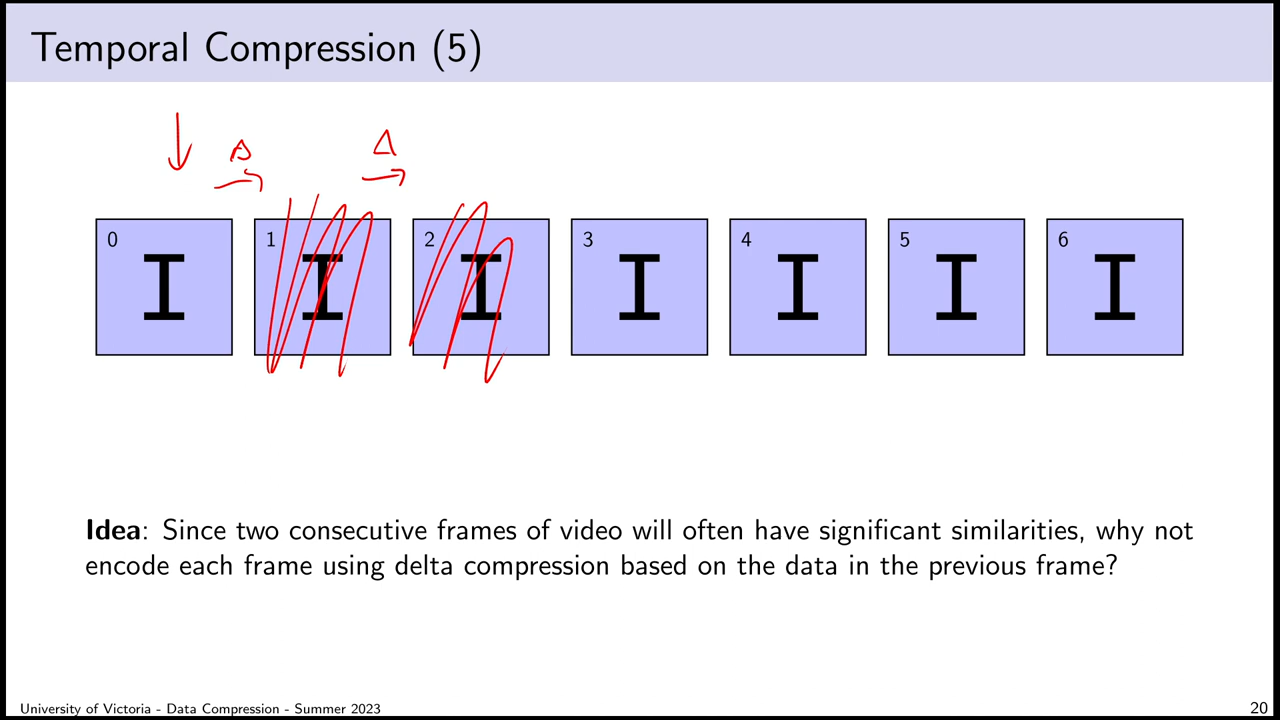 Temporal Compression (5)
Δ Δ
0 1 2 3 4 5 6
I I I I I I I
Idea: Since two consecutive frames of video will often have significant similarities, why not
encode each frame using delta compression based on the data in the previous frame?
University of Victoria - Data Compression - Summer 2023 20